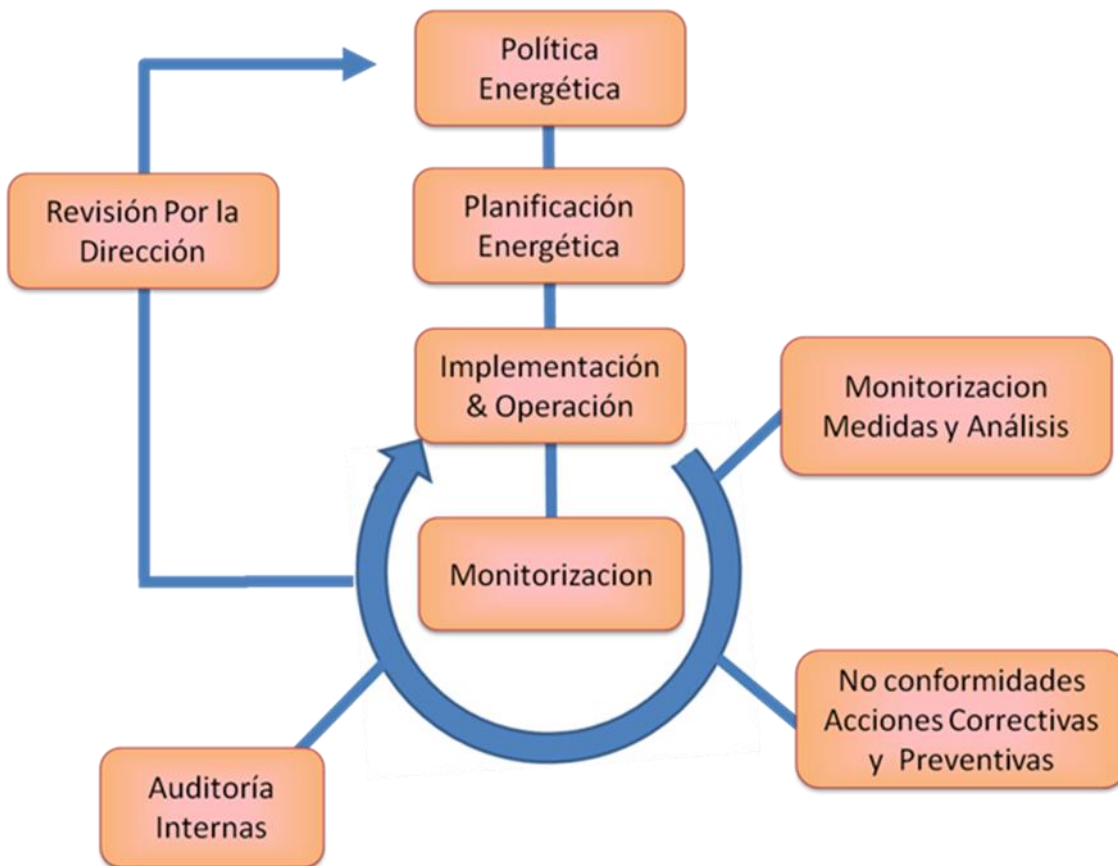 Política
Energética
Revisión Por la
Dirección
Planificación
Energética
Implementación
& Operación
Monitorizacion
Medidas y Análisis
Monitorizacion
No conformidades
Acciones Correctivas
y Preventivas
Auditoría
Internas